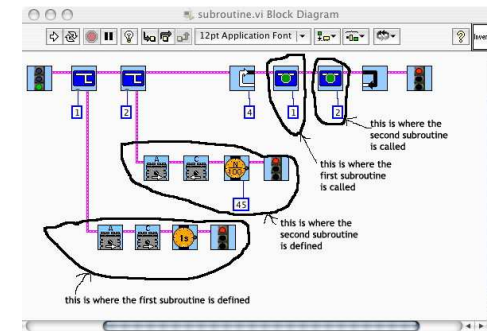 subroutine.vi Block Diagram
12pt Application Font
?
1
2
4
1
2
this is where the
second subroutine
is called
this is where the
first subroutine
is called
A
C
N
100
45
this is where the
second subroutine
is defined
A
C
1s
this is where the first subroutine is defined